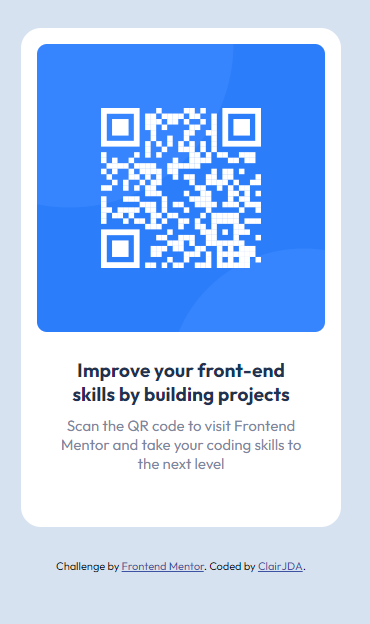 Improve your front-end
skills by building projects
Scan the QR code to visit Frontend
Mentor and take your coding skills to
the next level
Challenge by Frontend Mentor. Coded by ClairJDA.